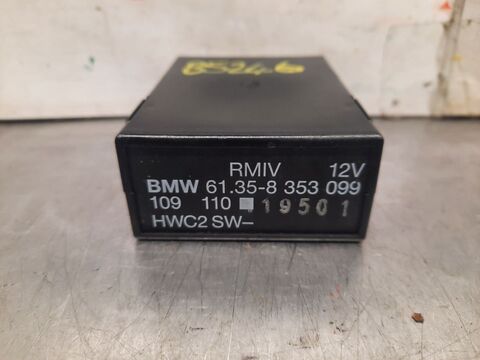 RMIV 12V
BMW 61.35-8 353 099
109 110 19501
HWC2 SW-